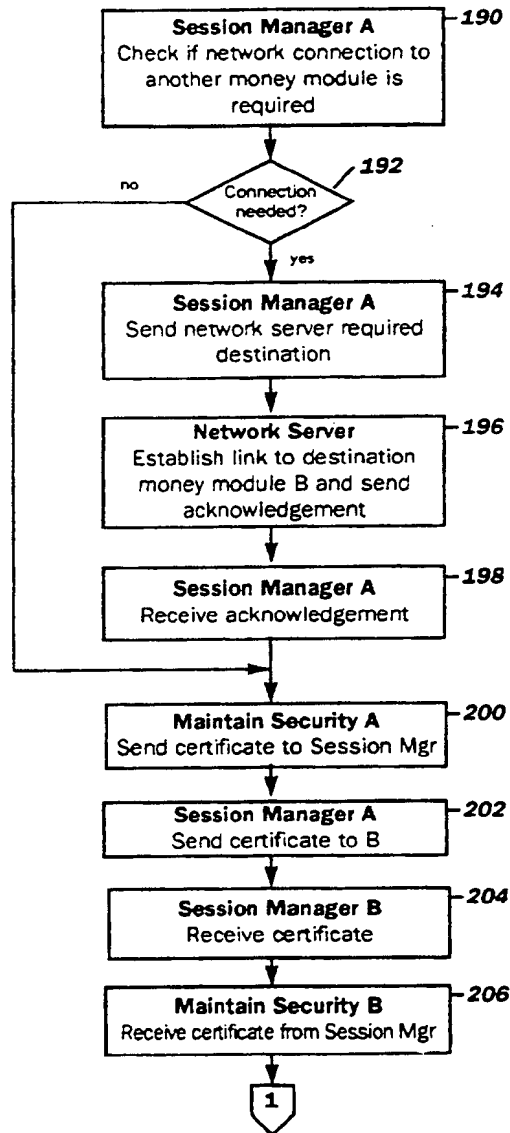 Session Manager A
190
Check if network connection to
another money module is
required
192
no
Connection
needed?
yes
Session Manager A
194
Send network server required
destination
Network Server
196
Establish link to destination
money module B and send
acknowledgement
Session Manager A
198
Receive acknowledgement
Maintain Security A
200
Send certificate to Session Mgr
Session Manager A
202
Send certificate to B
Session Manager B
204
Receive certificate
Maintain Security B
206
Receive certificate from Session Mgr
1